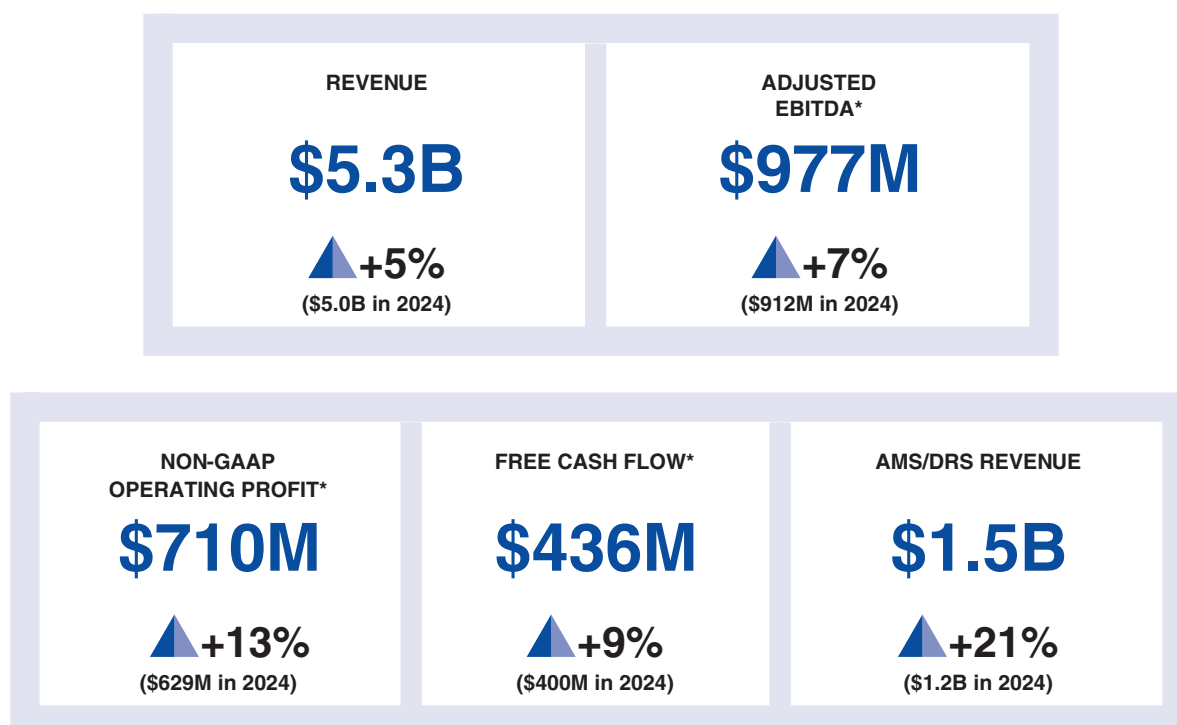 REVENUE
$5.3B
+5%
($5.0B in 2024)
ADJUSTED
EBITDA*
$977M
+7%
($912M in 2024)
NON-GAAP
OPERATING PROFIT*
$710M
+13%
($629M in 2024)
FREE CASH FLOW*
$436M
+9%
($400M in 2024)
AMS/DRS REVENUE
$1.5B
+21%
($1.2B in 2024)